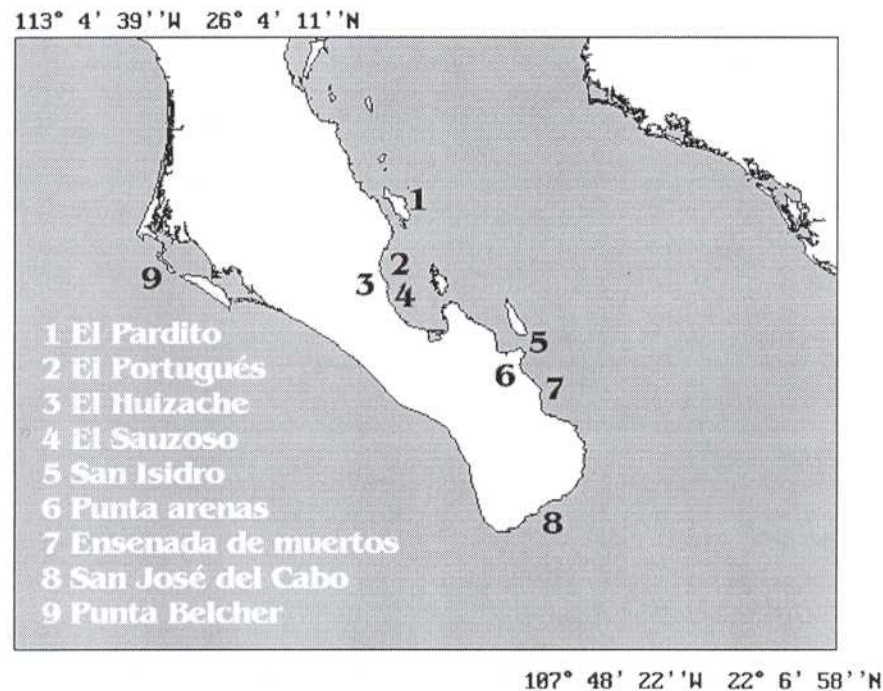 113° 4' 39''W 26° 4' 11''N
1
2
3
4
9
5
6
7
8
1 El Pardito
2 El Portugués
3 El Huizache
4 El Sauzoso
5 San Isidro
6 Punta arenas
7 Ensenada de muertos
8 San José del Cabo
9 Punta Belcher
107° 48' 22''W 22° 6' 58''N